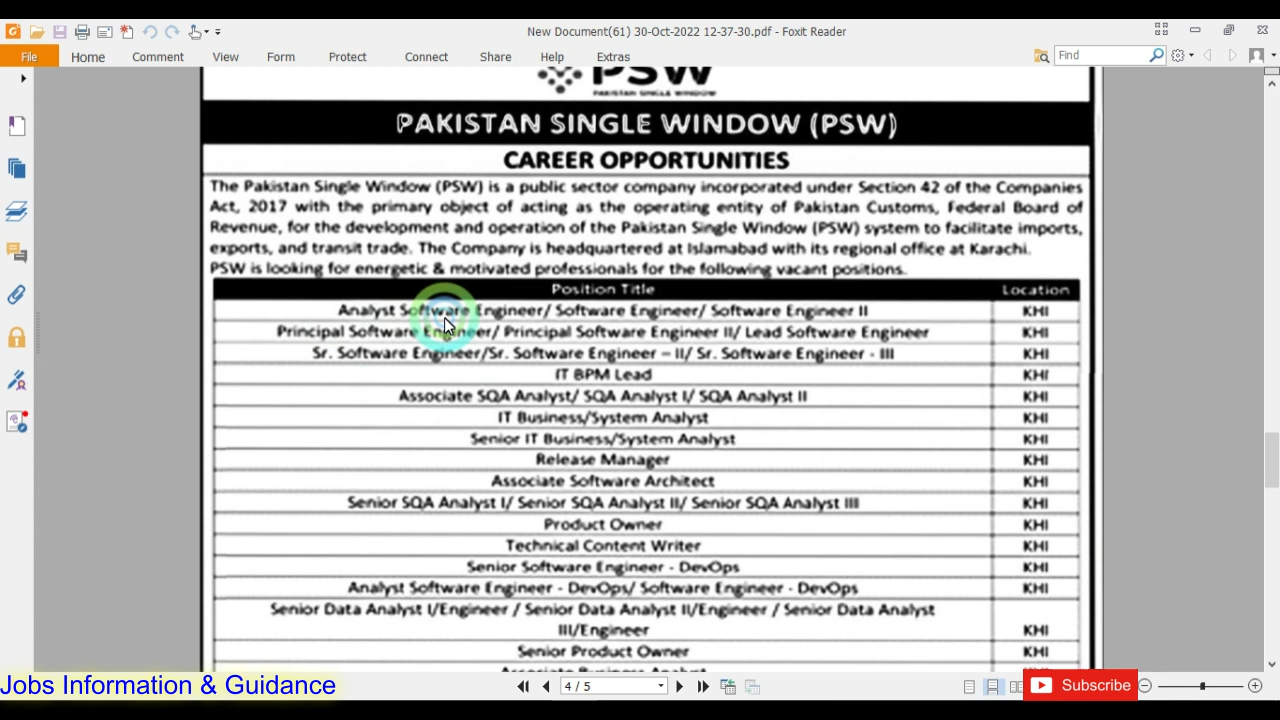 New Document(61) 30-Oct-2022 12-37-30.pdf - Foxit Reader
File Home Comment View Form Protect Connect Share Help Extras Find
PSW
PAKISTAN SINGLE WINDOW
PAKISTAN SINGLE WINDOW (PSW)
CAREER OPPORTUNITIES
The Pakistan Single Window (PSW) is a public sector company incorporated under Section 42 of the Companies
Act, 2017 with the primary object of acting as the operating entity of Pakistan Customs, Federal Board of
Revenue, for the development and operation of the Pakistan Single Window (PSW) system to facilitate imports,
exports, and transit trade. The Company is headquartered at Islamabad with its regional office at Karachi.
PSW is looking for energetic & motivated professionals for the following vacant positions.
Position Title Location
Analyst Software Engineer/ Software Engineer/ Software Engineer II KHI
Principal Software Engineer/ Principal Software Engineer II/ Lead Software Engineer KHI
Sr. Software Engineer/Sr. Software Engineer – II/ Sr. Software Engineer - III KHI
IT BPM Lead KHI
Associate SQA Analyst/ SQA Analyst I/ SQA Analyst II KHI
IT Business/System Analyst KHI
Senior IT Business/System Analyst KHI
Release Manager KHI
Associate Software Architect KHI
Senior SQA Analyst I/ Senior SQA Analyst II/ Senior SQA Analyst III KHI
Product Owner KHI
Technical Content Writer KHI
Senior Software Engineer - DevOps KHI
Analyst Software Engineer - DevOps/ Software Engineer - DevOps KHI
Senior Data Analyst I/Engineer / Senior Data Analyst II/Engineer / Senior Data Analyst
III/Engineer KHI
Senior Product Owner KHI
Associate Business Analyst
Jobs Information & Guidance 4 / 5 Subscribe